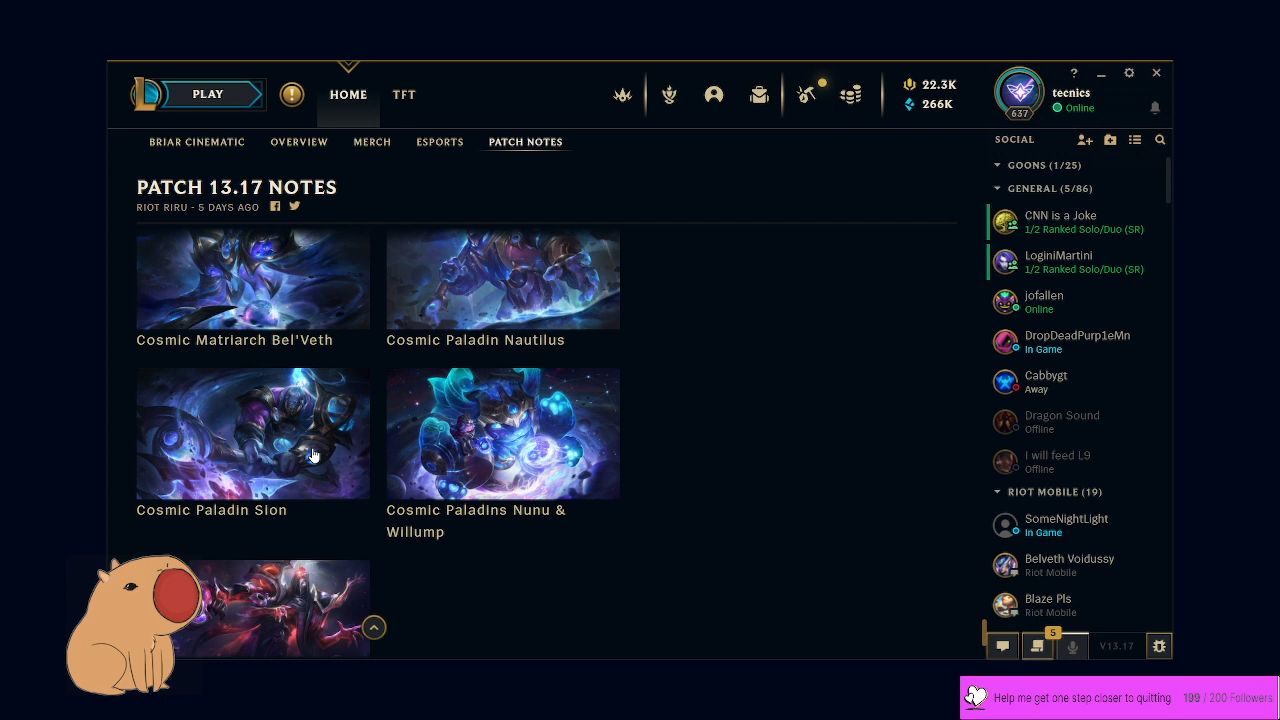 PLAY
HOME
TFT
22.3K
266K
637
tecnics
Online
?
BRIAR CINEMATIC
OVERVIEW
MERCH
ESPORTS
PATCH NOTES
PATCH 13.17 NOTES
RIOT RIRU - 5 DAYS AGO
Cosmic Matriarch Bel'Veth
Cosmic Paladin Nautilus
Cosmic Paladin Sion
Cosmic Paladins Nunu &
Willump
SOCIAL
GOONS (1/25)
GENERAL (5/86)
CNN is a Joke
1/2 Ranked Solo/Duo (SR)
LoginiMartini
1/2 Ranked Solo/Duo (SR)
jofallen
Online
DropDeadPurp1eMn
In Game
Cabbygt
Away
Dragon Sound
Offline
I will feed L9
Offline
RIOT MOBILE (19)
SomeNightLight
In Game
Belveth Voidussy
Riot Mobile
Blaze Pls
Riot Mobile
5
V13.17
Help me get one step closer to quitting 199 / 200 Followers